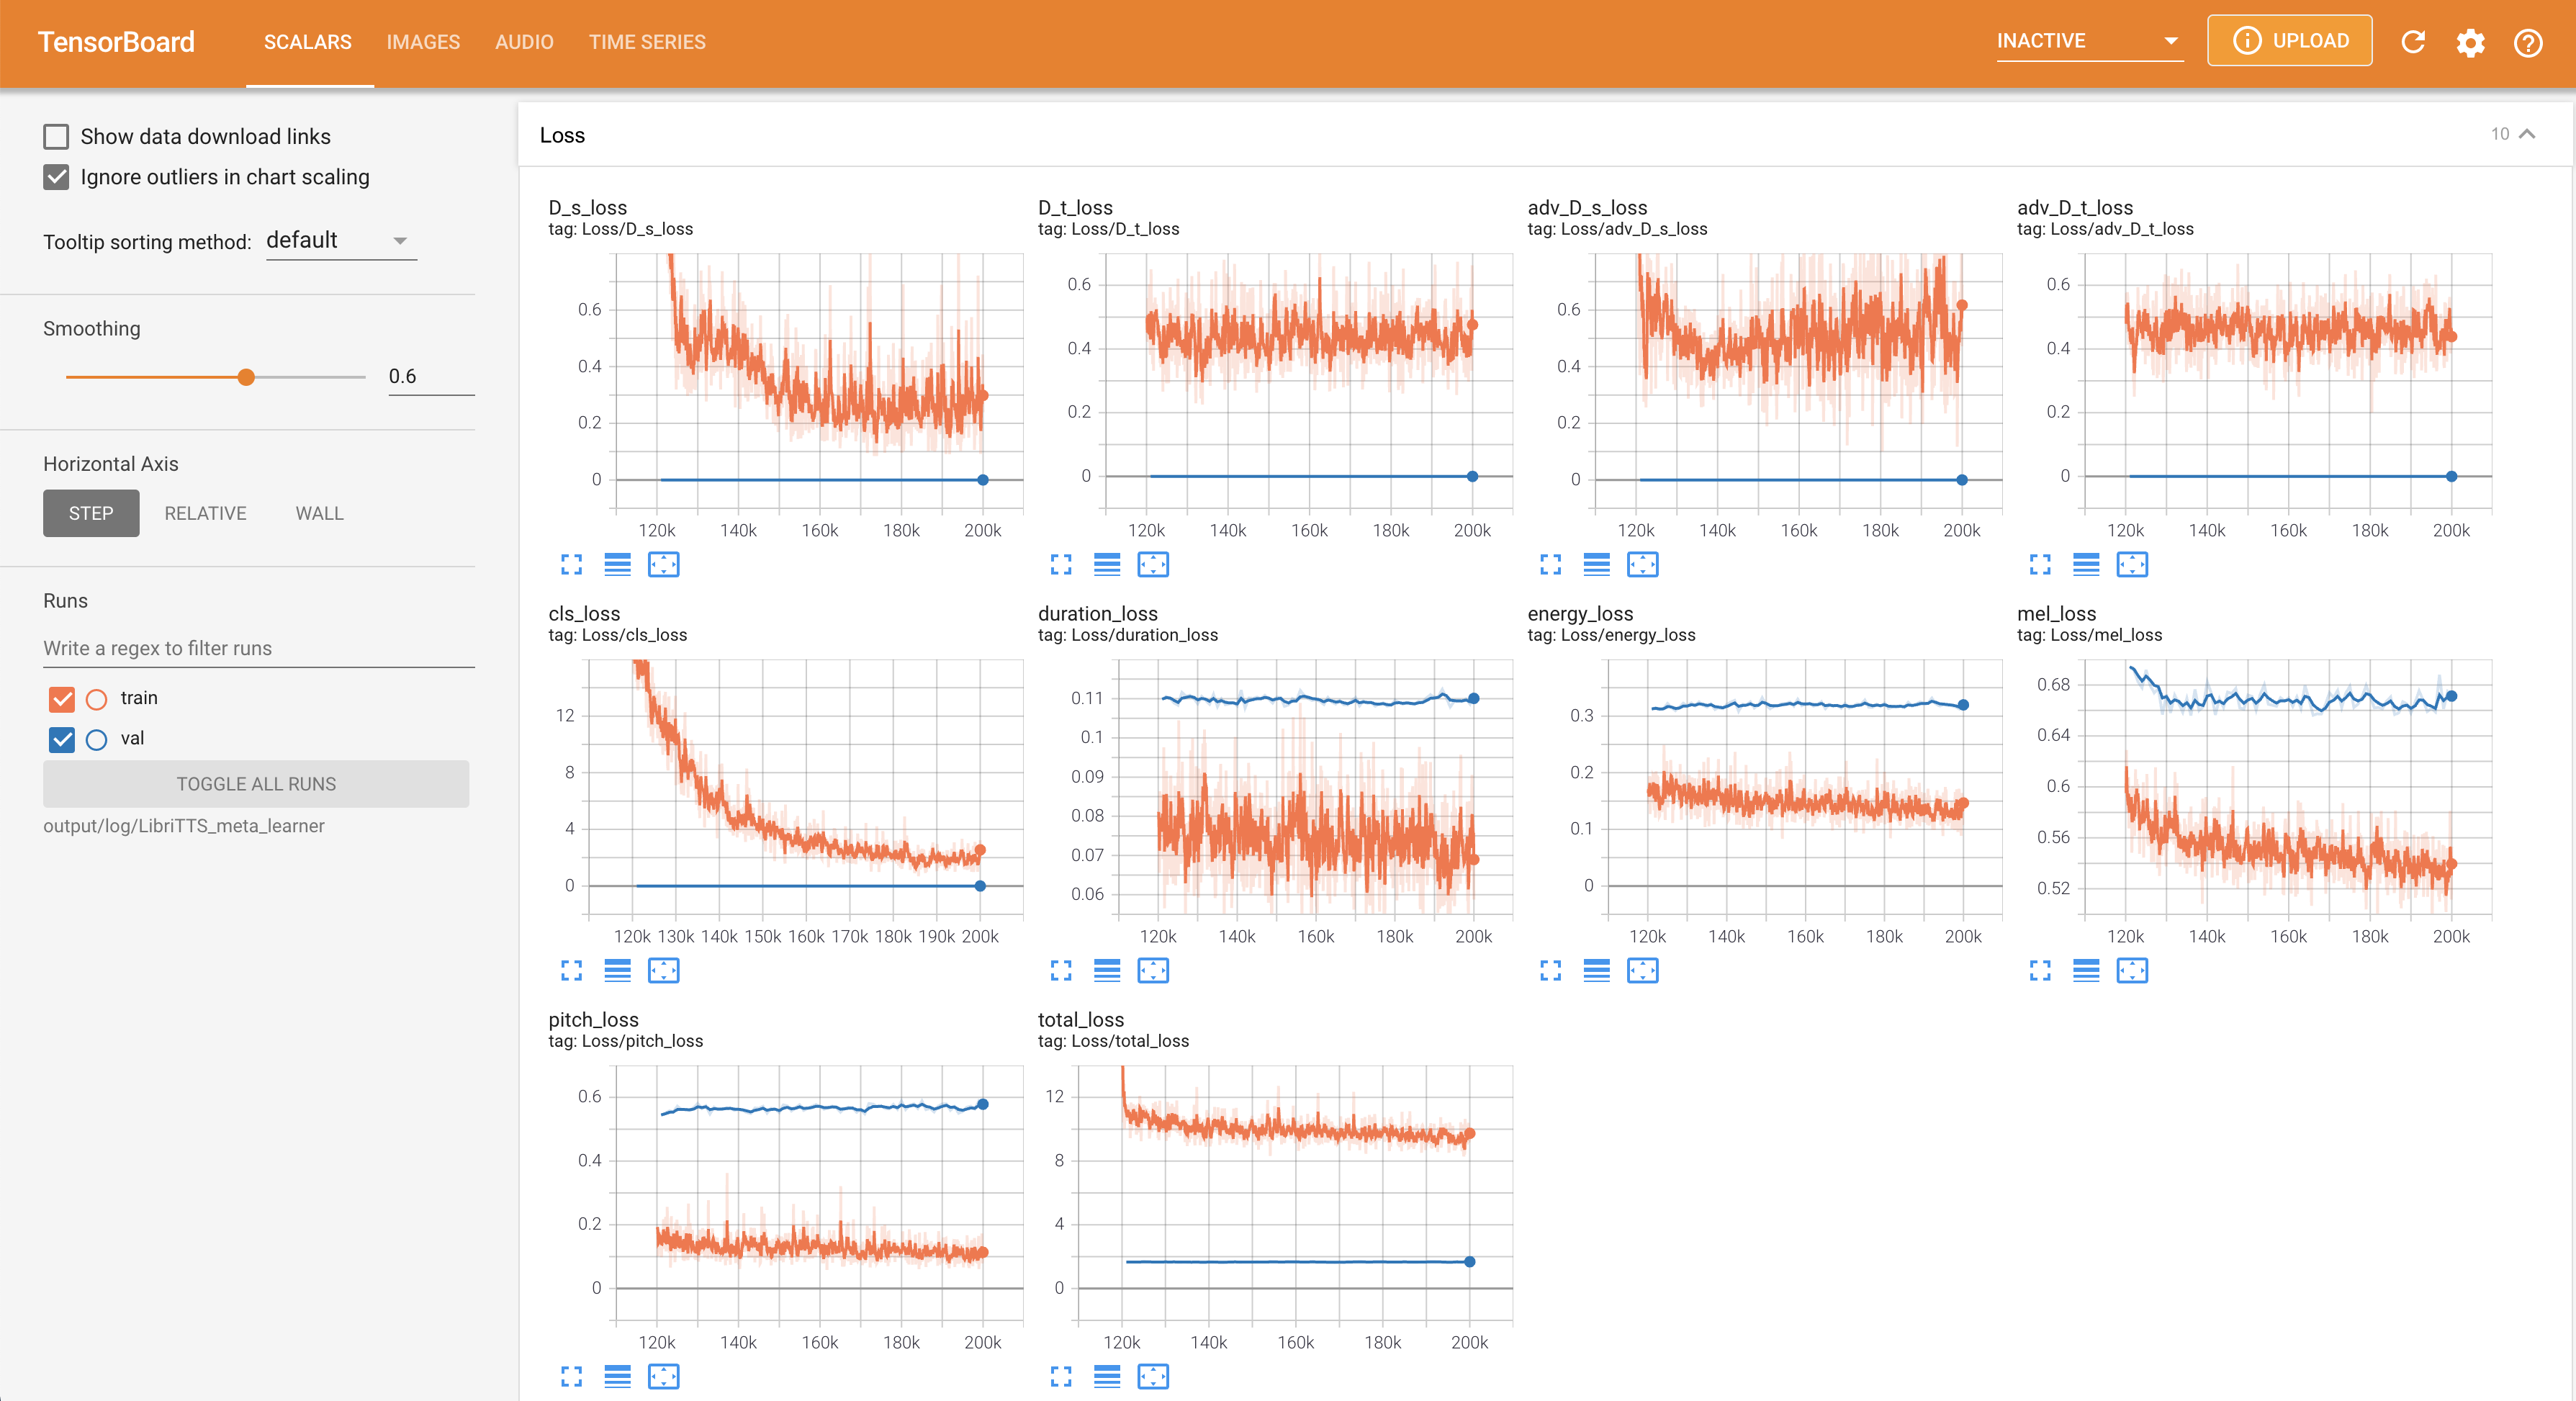 TensorBoard SCALARS IMAGES AUDIO TIME SERIES INACTIVE UPLOAD
Show data download links
Ignore outliers in chart scaling
Tooltip sorting method: default
Smoothing
0.6
Horizontal Axis
STEP RELATIVE WALL
Runs
Write a regex to filter runs
train
val
TOGGLE ALL RUNS
output/log/LibriTTS_meta_learner
Loss 10
D_s_loss
tag: Loss/D_s_loss
0.6
0.4
0.2
0
120k 140k 160k 180k 200k
D_t_loss
tag: Loss/D_t_loss
0.6
0.4
0.2
0
120k 140k 160k 180k 200k
adv_D_s_loss
tag: Loss/adv_D_s_loss
0.6
0.4
0.2
0
120k 140k 160k 180k 200k
adv_D_t_loss
tag: Loss/adv_D_t_loss
0.6
0.4
0.2
0
120k 140k 160k 180k 200k
cls_loss
tag: Loss/cls_loss
12
8
4
0
120k 130k 140k 150k 160k 170k 180k 190k 200k
duration_loss
tag: Loss/duration_loss
0.11
0.1
0.09
0.08
0.07
0.06
120k 140k 160k 180k 200k
energy_loss
tag: Loss/energy_loss
0.3
0.2
0.1
0
120k 140k 160k 180k 200k
mel_loss
tag: Loss/mel_loss
0.68
0.64
0.6
0.56
0.52
120k 140k 160k 180k 200k
pitch_loss
tag: Loss/pitch_loss
0.6
0.4
0.2
0
120k 140k 160k 180k 200k
total_loss
tag: Loss/total_loss
12
8
4
0
120k 140k 160k 180k 200k